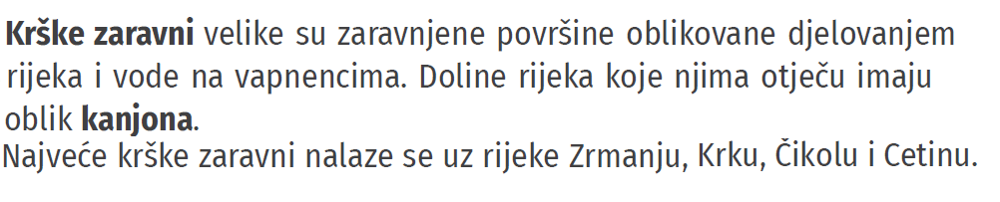 Krške zaravni velike su zaravnjene površine oblikovane djelovanjem
rijeka i vode na vapnencima. Doline rijeka koje njima otječu imaju
oblik kanjona.
Najveće krške zaravni nalaze se uz rijeke Zrmanju, Krku, Čikolu i Cetinu.